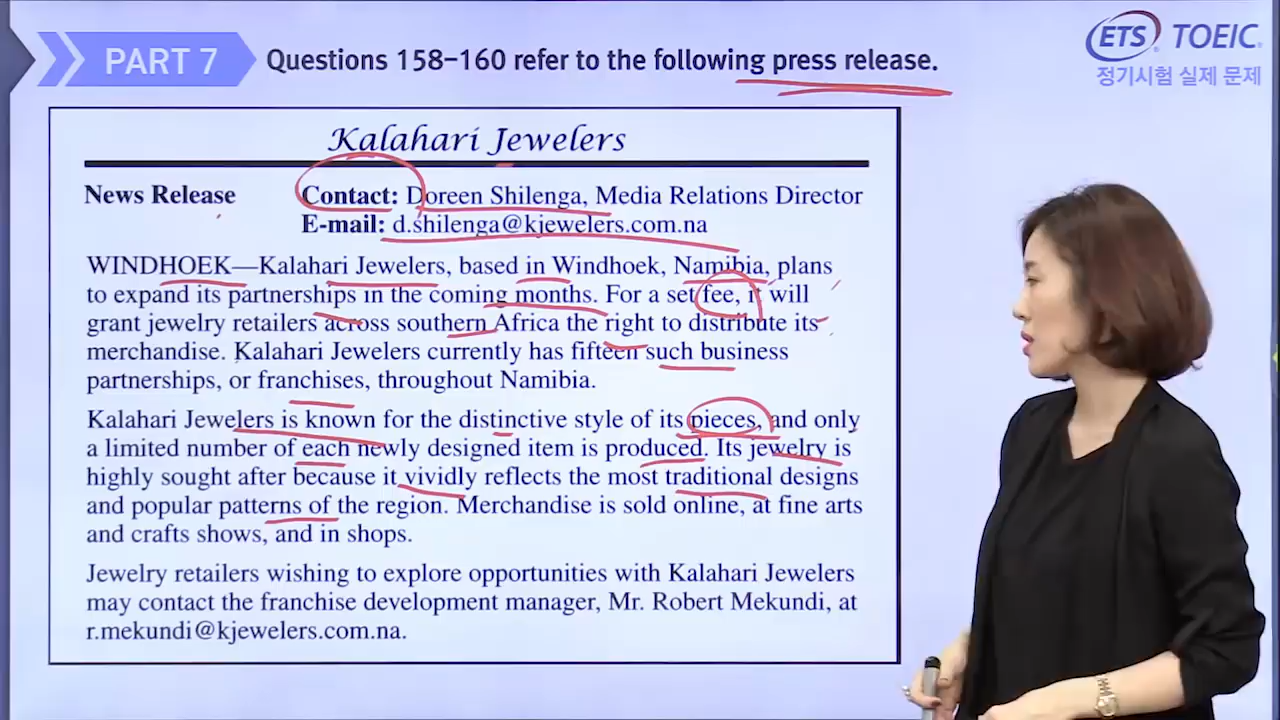 PART 7
Questions 158–160 refer to the following press release.
ETS TOEIC
정기시험 실제 문제
Kalahari Jewelers
News Release
Contact: Doreen Shilenga, Media Relations Director
E-mail: d.shilenga@kjewelers.com.na
WINDHOEK—Kalahari Jewelers, based in Windhoek, Namibia, plans
to expand its partnerships in the coming months. For a set fee, it will
grant jewelry retailers across southern Africa the right to distribute its
merchandise. Kalahari Jewelers currently has fifteen such business
partnerships, or franchises, throughout Namibia.
Kalahari Jewelers is known for the distinctive style of its pieces, and only
a limited number of each newly designed item is produced. Its jewelry is
highly sought after because it vividly reflects the most traditional designs
and popular patterns of the region. Merchandise is sold online, at fine arts
and crafts shows, and in shops.
Jewelry retailers wishing to explore opportunities with Kalahari Jewelers
may contact the franchise development manager, Mr. Robert Mekundi, at
r.mekundi@kjewelers.com.na.